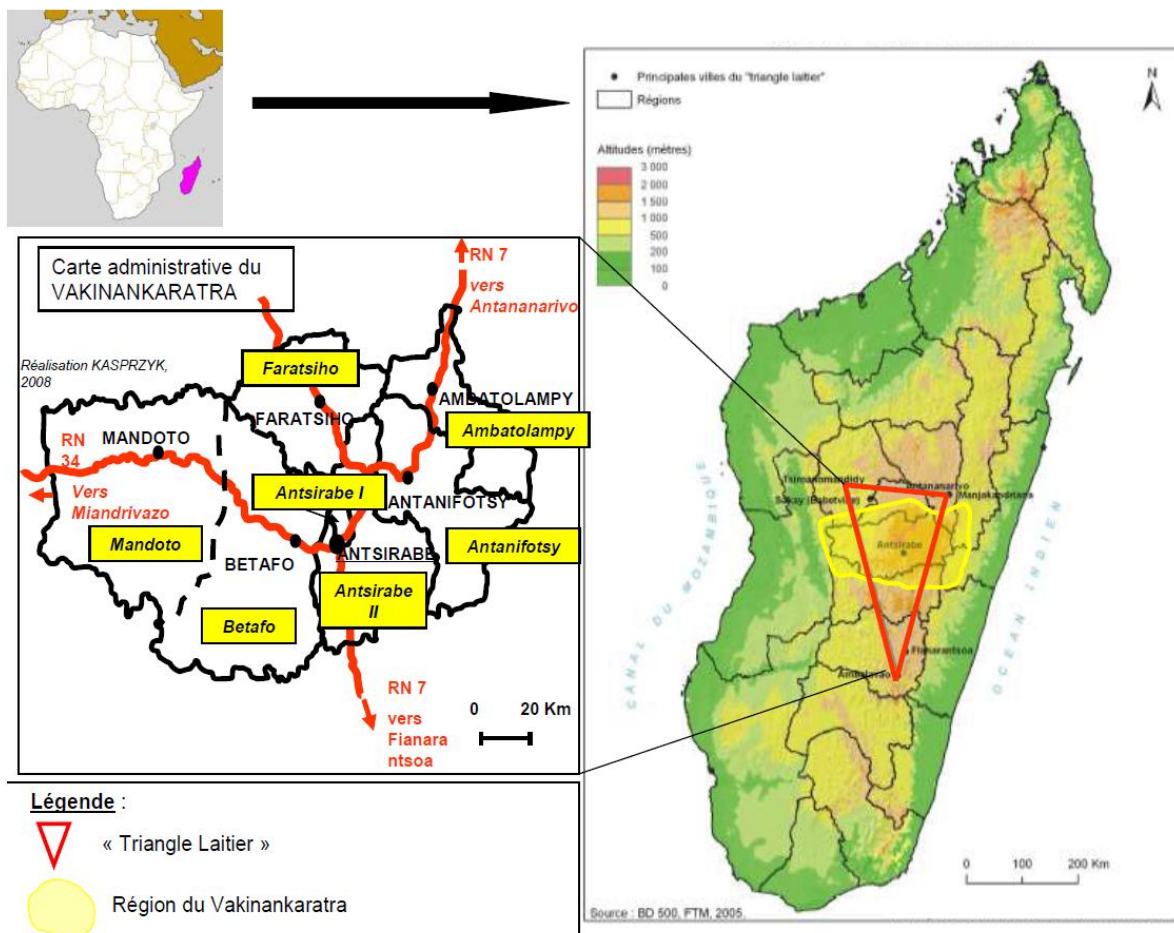 Carte administrative du
VAKINANKARATRA
Réalisation KASPRZYK,
2008
RN 7
vers
Antananarivo
Faratsiho
FARATSIHO
AMBATOLAMPY
Ambatolampy
RN
34
MANDOTO
Vers
Miandrivazo
Mandoto
Antsirabe I
ANTANIFOTSY
Antanifotsy
BETAFO
ANTSIRABE
Antsirabe
II
Betafo
RN 7
vers
Fianara
ntsoa
0 20 Km
Légende :
« Triangle Laitier »
Région du Vakinankaratra
Principales villes du "triangle laitier"
Régions
N
Altitudes (mètres)
3 000
2 000
1 500
1 000
500
200
100
0
Tsiroanomandidy
Antananarivo
Sakay (Babetville)
Manjakandriana
Antsirabe
Fianarantsoa
Ambalavao
CANAL DU MOZAMBIQUE
OCEAN INDIEN
0 100 200 Km
Source : BD 500, FTM, 2005.